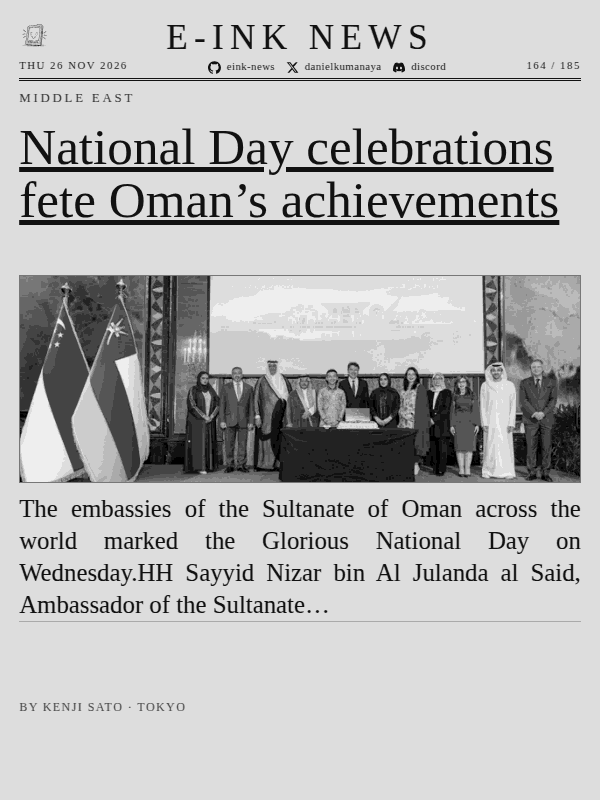 E-INK NEWS
THU 26 NOV 2026
eink-news
danielkumanaya
discord
164 / 185
MIDDLE EAST
National Day celebrations
fete Oman’s achievements
The embassies of the Sultanate of Oman across the
world marked the Glorious National Day on
Wednesday.HH Sayyid Nizar bin Al Julanda al Said,
Ambassador of the Sultanate…
BY KENJI SATO · TOKYO